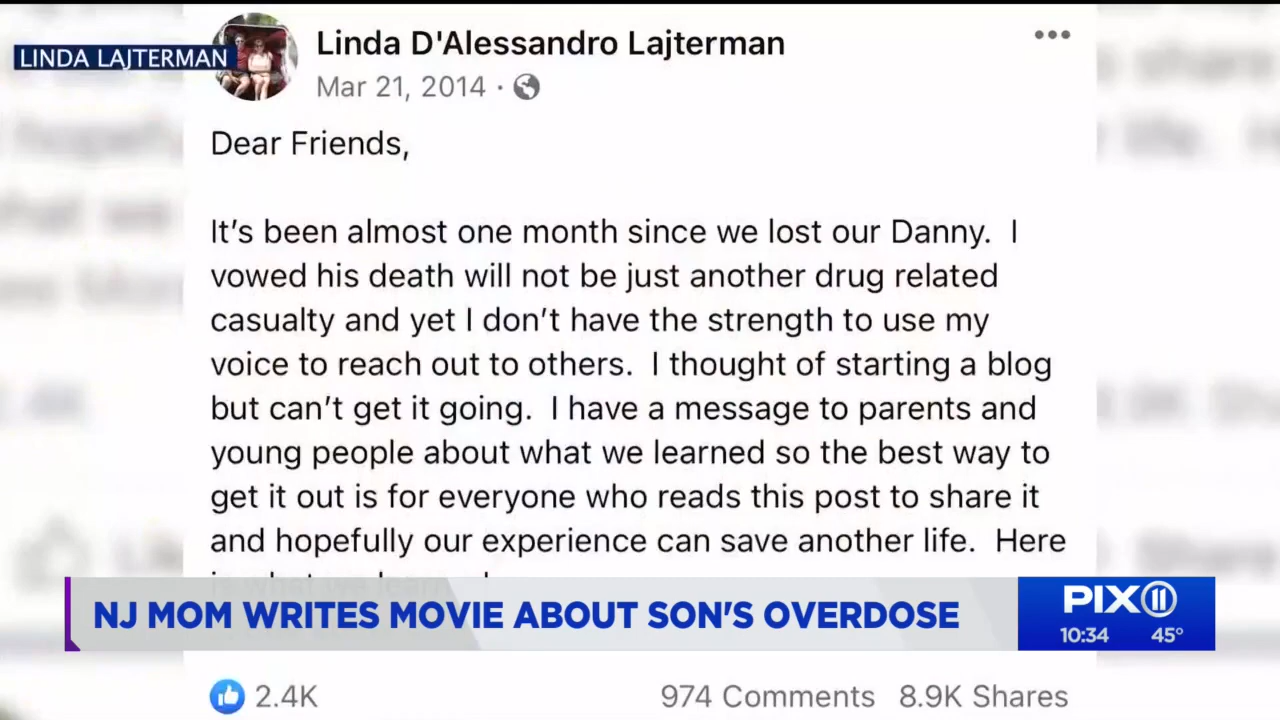 LINDA LAJTERMAN
Linda D'Alessandro Lajterman
Mar 21, 2014 ·
Dear Friends,
It's been almost one month since we lost our Danny.  I
vowed his death will not be just another drug related
casualty and yet I don't have the strength to use my
voice to reach out to others.  I thought of starting a blog
but can't get it going.  I have a message to parents and
young people about what we learned so the best way to
get it out is for everyone who reads this post to share it
and hopefully our experience can save another life.  Here
is what we learned
NJ MOM WRITES MOVIE ABOUT SON'S OVERDOSE
PIX11
10:34 45°
2.4K
974 Comments 8.9K Shares